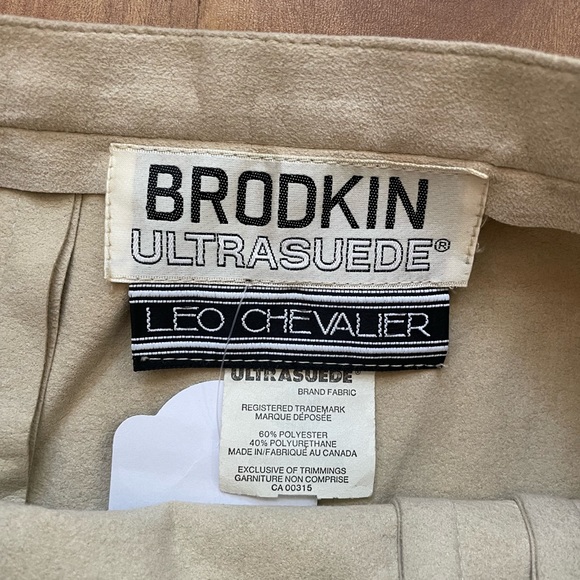 BRODKIN
ULTRASUEDE®
LEO CHEVALIER
ULTRASUEDE®
BRAND FABRIC
REGISTERED TRADEMARK
MARQUE DÉPOSÉE
60% POLYESTER
40% POLYURETHANE
MADE IN/FABRIQUÉ AU CANADA
EXCLUSIVE OF TRIMMINGS
GARNITURE NON COMPRISE
CA 00315